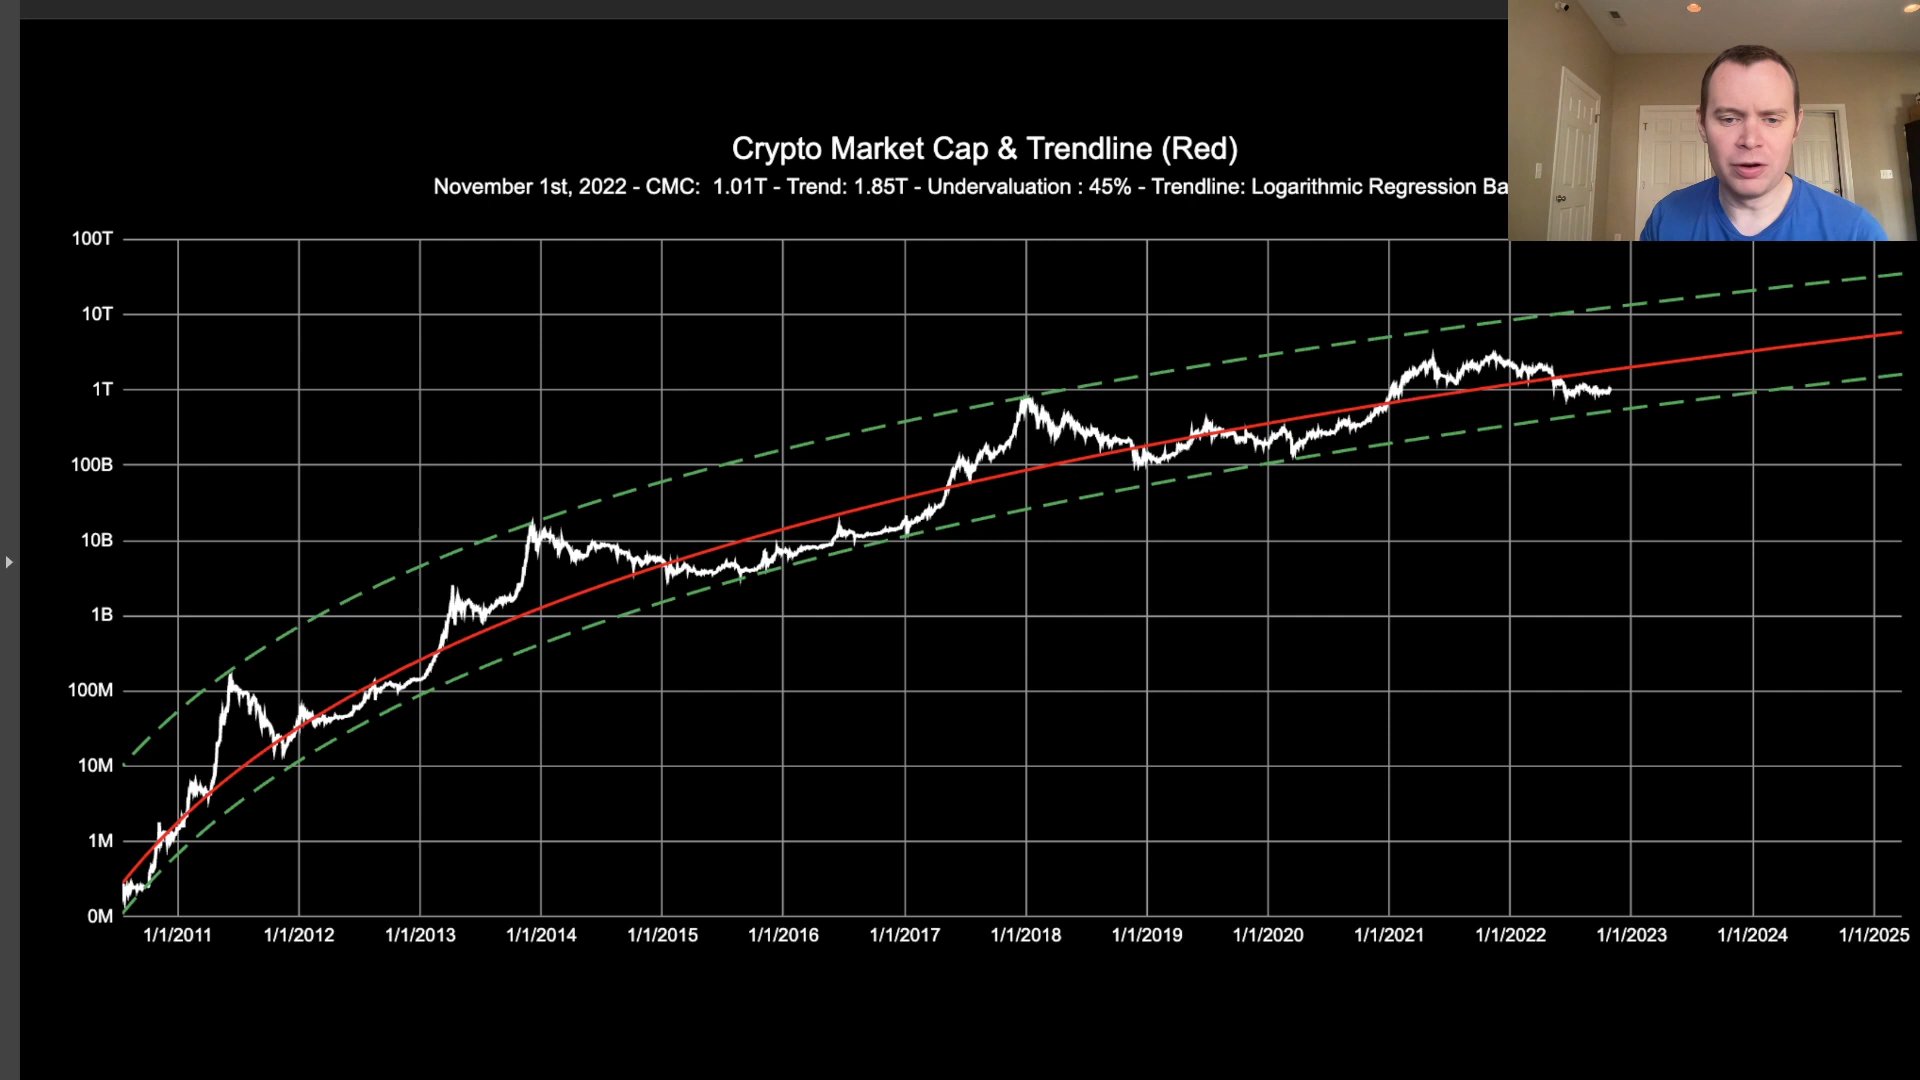 Crypto Market Cap & Trendline (Red)
November 1st, 2022 - CMC: 1.01T - Trend: 1.85T - Undervaluation : 45% - Trendline: Logarithmic Regression Ba
100T
10T
1T
100B
10B
1B
100M
10M
1M
0M
1/1/2011 1/1/2012 1/1/2013 1/1/2014 1/1/2015 1/1/2016 1/1/2017 1/1/2018 1/1/2019 1/1/2020 1/1/2021 1/1/2022 1/1/2023 1/1/2024 1/1/2025